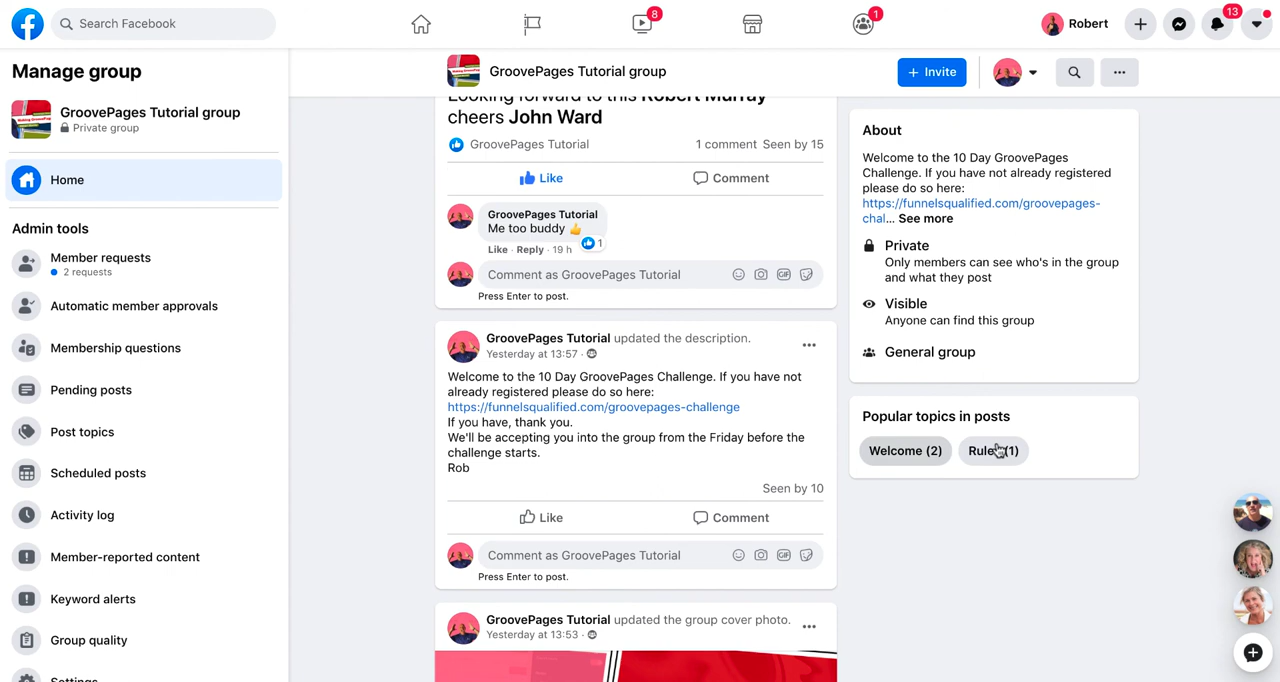 Search Facebook
8
1
Robert
13
Manage group
GroovePages Tutorial group
Private group
Home
Admin tools
Member requests
2 requests
Automatic member approvals
Membership questions
Pending posts
Post topics
Scheduled posts
Activity log
Member-reported content
Keyword alerts
Group quality
Settings
GroovePages Tutorial group
+ Invite
Looking forward to this Robert Murray
cheers John Ward
GroovePages Tutorial
1 comment Seen by 15
Like
Comment
GroovePages Tutorial
Me too buddy 👍
1
Like · Reply · 19 h
Comment as GroovePages Tutorial
GIF
Press Enter to post.
GroovePages Tutorial updated the description.
Yesterday at 13:57 ·
Welcome to the 10 Day GroovePages Challenge. If you have not
already registered please do so here:
https://funnelsqualified.com/groovepages-challenge
If you have, thank you.
We'll be accepting you into the group from the Friday before the
challenge starts.
Rob
Seen by 10
Like
Comment
Comment as GroovePages Tutorial
GIF
Press Enter to post.
GroovePages Tutorial updated the group cover photo.
Yesterday at 13:53 ·
About
Welcome to the 10 Day GroovePages
Challenge. If you have not already registered
please do so here:
https://funnelsqualified.com/groovepages-
chal... See more
Private
Only members can see who's in the group
and what they post
Visible
Anyone can find this group
General group
Popular topics in posts
Welcome (2)
(1)